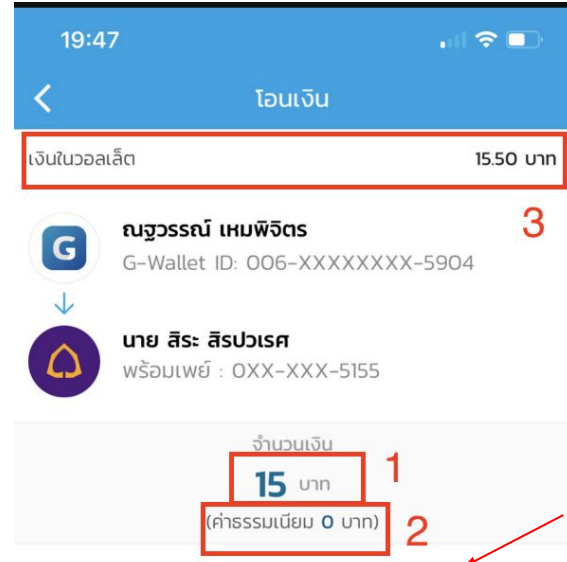 19:47
โอนเงิน
เงินในวอลเล็ต 15.50 บาท
3
G
ณฐวรรณ์ เหมพิจิตร
G-Wallet ID: 006-XXXXXXXX-5904
นาย สิระ สิรปวเรศ
พร้อมเพย์ : 0XX-XXX-5155
จำนวนเงิน
15 บาท
1
(ค่าธรรมเนียม 0 บาท)
2